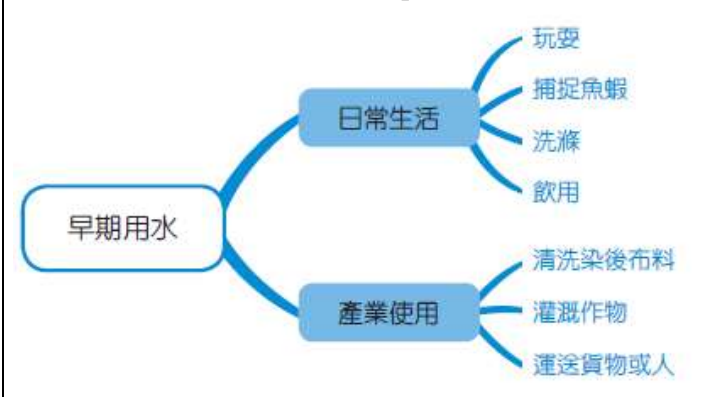 早期用水
日常生活
玩耍
捕捉魚蝦
洗滌
飲用
產業使用
清洗染後布料
灌溉作物
運送貨物或人